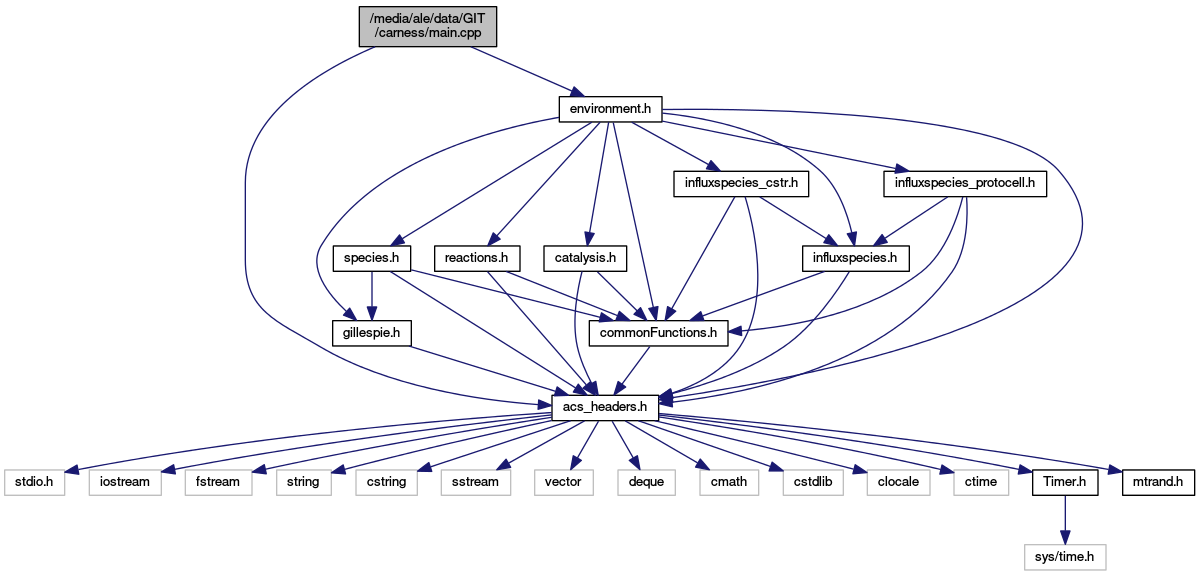 /media/ale/data/GIT
/carness/main.cpp
environment.h
influxspecies_cstr.h
influxspecies_protocell.h
species.h
reactions.h
catalysis.h
influxspecies.h
gillespie.h
commonFunctions.h
acs_headers.h
stdio.h
iostream
fstream
string
cstring
sstream
vector
deque
cmath
cstdlib
clocale
ctime
Timer.h
mtrand.h
sys/time.h